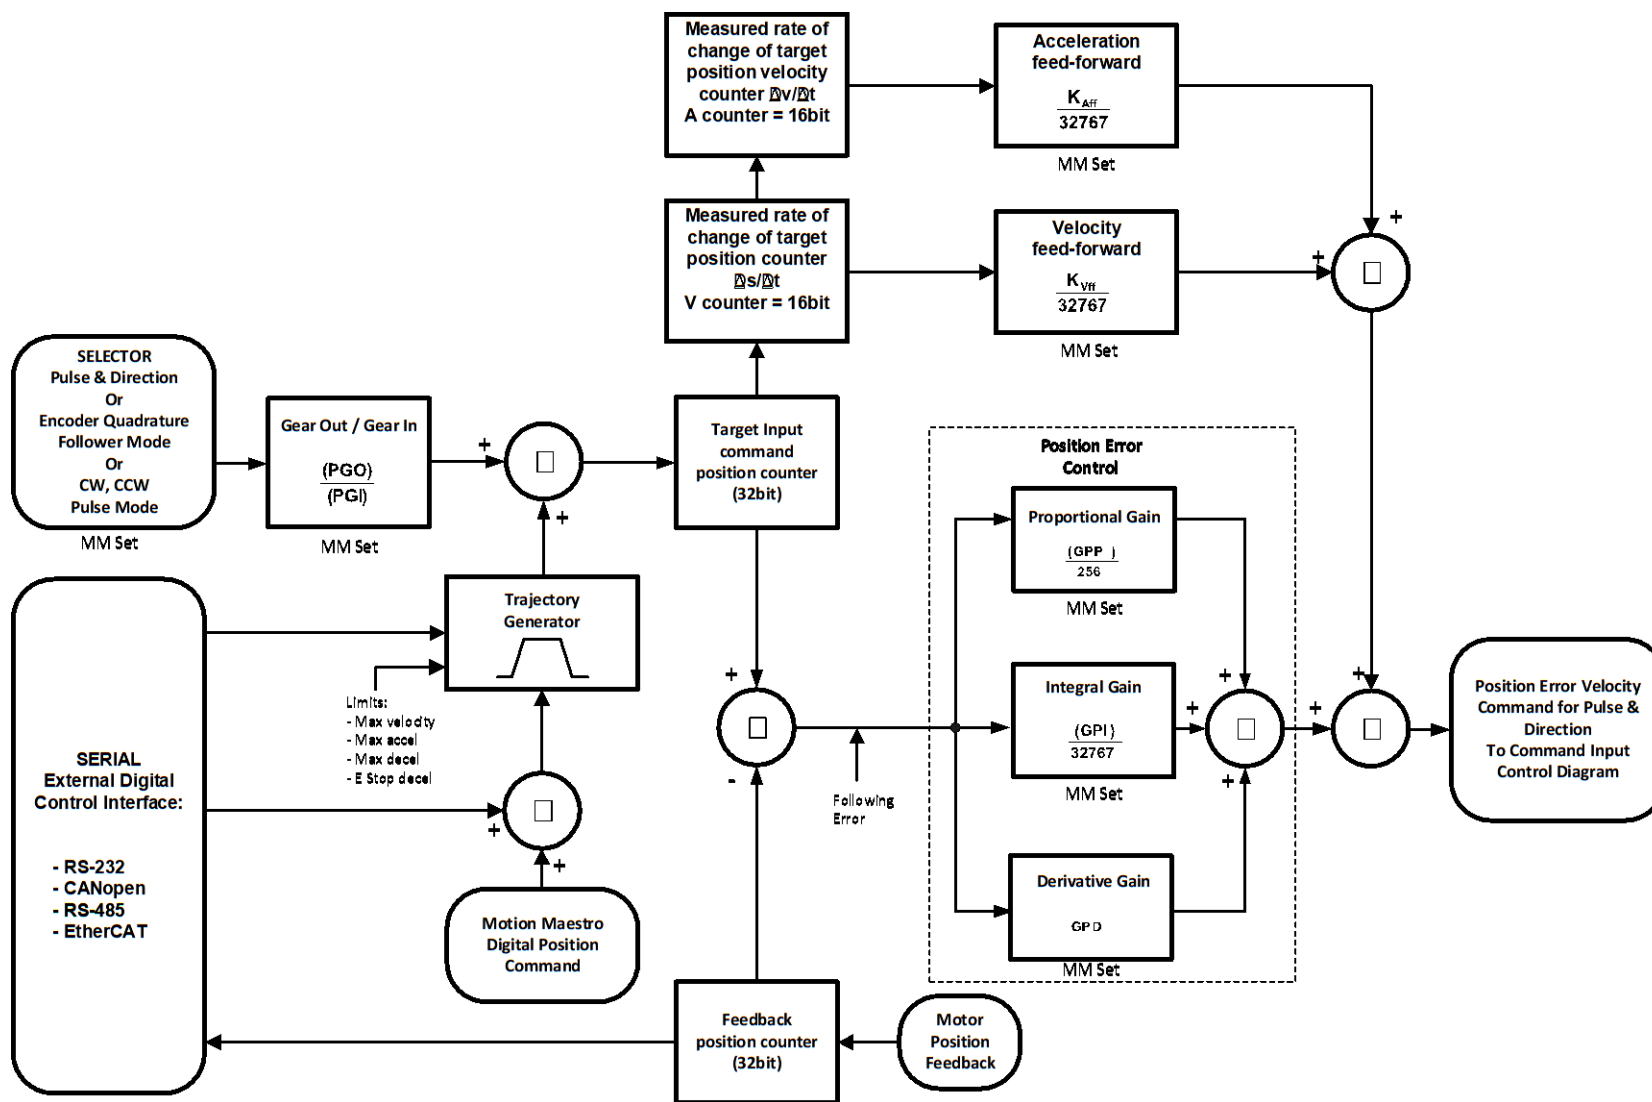 Measured rate of
change of target
position velocity
counter Δv/Δt
A counter = 16bit
Acceleration
feed-forward
K Aff
32767
MM Set
Measured rate of
change of target
position counter
Δs/Δt
V counter = 16bit
Velocity
feed-forward
K Vff
32767
MM Set
+
+
SELECTOR
Pulse & Direction
Or
Encoder Quadrature
Follower Mode
Or
CW, CCW
Pulse Mode
MM Set
Gear Out / Gear In
(PGO)
(PGI)
MM Set
+
+
Target Input
command
position counter
(32bit)
Position Error
Control
Proportional Gain
(GPP )
256
MM Set
Integral Gain
(GPI)
32767
MM Set
Derivative Gain
GPD
MM Set
+
+
+
+
+
Position Error Velocity
Command for Pulse &
Direction
To Command Input
Control Diagram
Trajectory
Generator
Limits:
- Max velocity
- Max accel
- Max decel
- E Stop decel
+
-
Following
Error
SERIAL
External Digital
Control Interface:
- RS-232
- CANopen
- RS-485
- EtherCAT
+
+
Motion Maestro
Digital Position
Command
Feedback
position counter
(32bit)
Motor
Position
Feedback